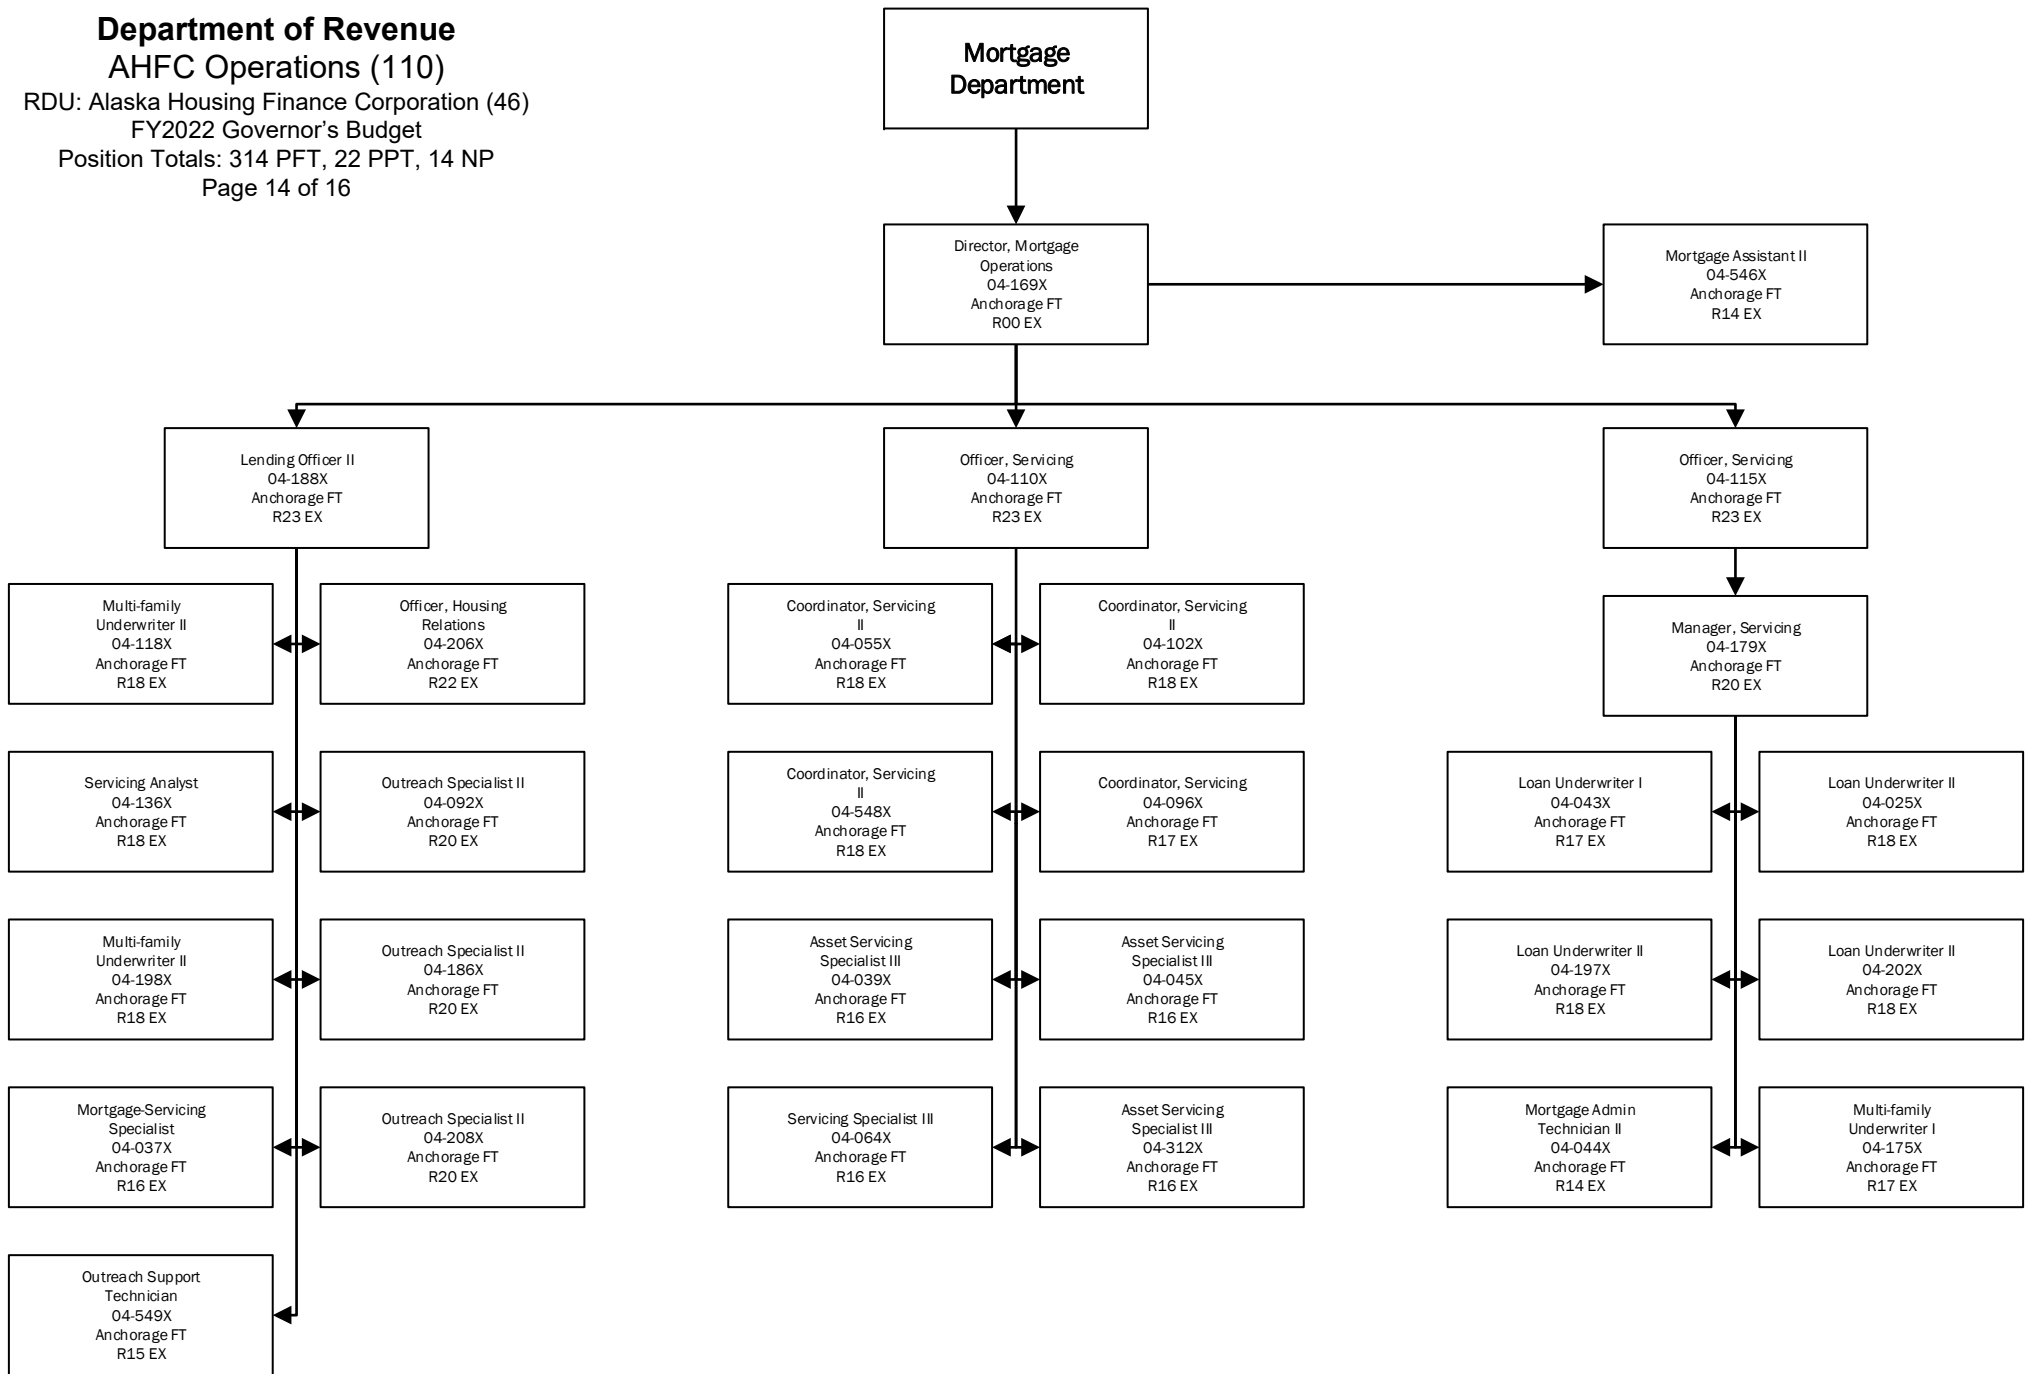 Department of Revenue
AHFC Operations (110)
RDU: Alaska Housing Finance Corporation (46)
FY2022 Governor's Budget
Position Totals: 314 PFT, 22 PPT, 14 NP
Page 14 of 16
Mortgage
Department
Director, Mortgage
Operations
04-169X
Anchorage FT
R00 EX
Mortgage Assistant II
04-546X
Anchorage FT
R14 EX
Lending Officer II
04-188X
Anchorage FT
R23 EX
Officer, Servicing
04-110X
Anchorage FT
R23 EX
Officer, Servicing
04-115X
Anchorage FT
R23 EX
Multi-family
Underwriter II
04-118X
Anchorage FT
R18 EX
Officer, Housing
Relations
04-206X
Anchorage FT
R22 EX
Coordinator, Servicing
II
04-055X
Anchorage FT
R18 EX
Coordinator, Servicing
II
04-102X
Anchorage FT
R18 EX
Manager, Servicing
04-179X
Anchorage FT
R20 EX
Servicing Analyst
04-136X
Anchorage FT
R18 EX
Outreach Specialist II
04-092X
Anchorage FT
R20 EX
Coordinator, Servicing
II
04-548X
Anchorage FT
R18 EX
Coordinator, Servicing
04-096X
Anchorage FT
R17 EX
Loan Underwriter I
04-043X
Anchorage FT
R17 EX
Loan Underwriter II
04-025X
Anchorage FT
R18 EX
Multi-family
Underwriter II
04-198X
Anchorage FT
R18 EX
Outreach Specialist II
04-186X
Anchorage FT
R20 EX
Asset Servicing
Specialist III
04-039X
Anchorage FT
R16 EX
Asset Servicing
Specialist III
04-045X
Anchorage FT
R16 EX
Loan Underwriter II
04-197X
Anchorage FT
R18 EX
Loan Underwriter II
04-202X
Anchorage FT
R18 EX
Mortgage-Servicing
Specialist
04-037X
Anchorage FT
R16 EX
Outreach Specialist II
04-208X
Anchorage FT
R20 EX
Servicing Specialist III
04-064X
Anchorage FT
R16 EX
Asset Servicing
Specialist III
04-312X
Anchorage FT
R16 EX
Mortgage Admin
Technician II
04-044X
Anchorage FT
R14 EX
Multi-family
Underwriter I
04-175X
Anchorage FT
R17 EX
Outreach Support
Technician
04-549X
Anchorage FT
R15 EX